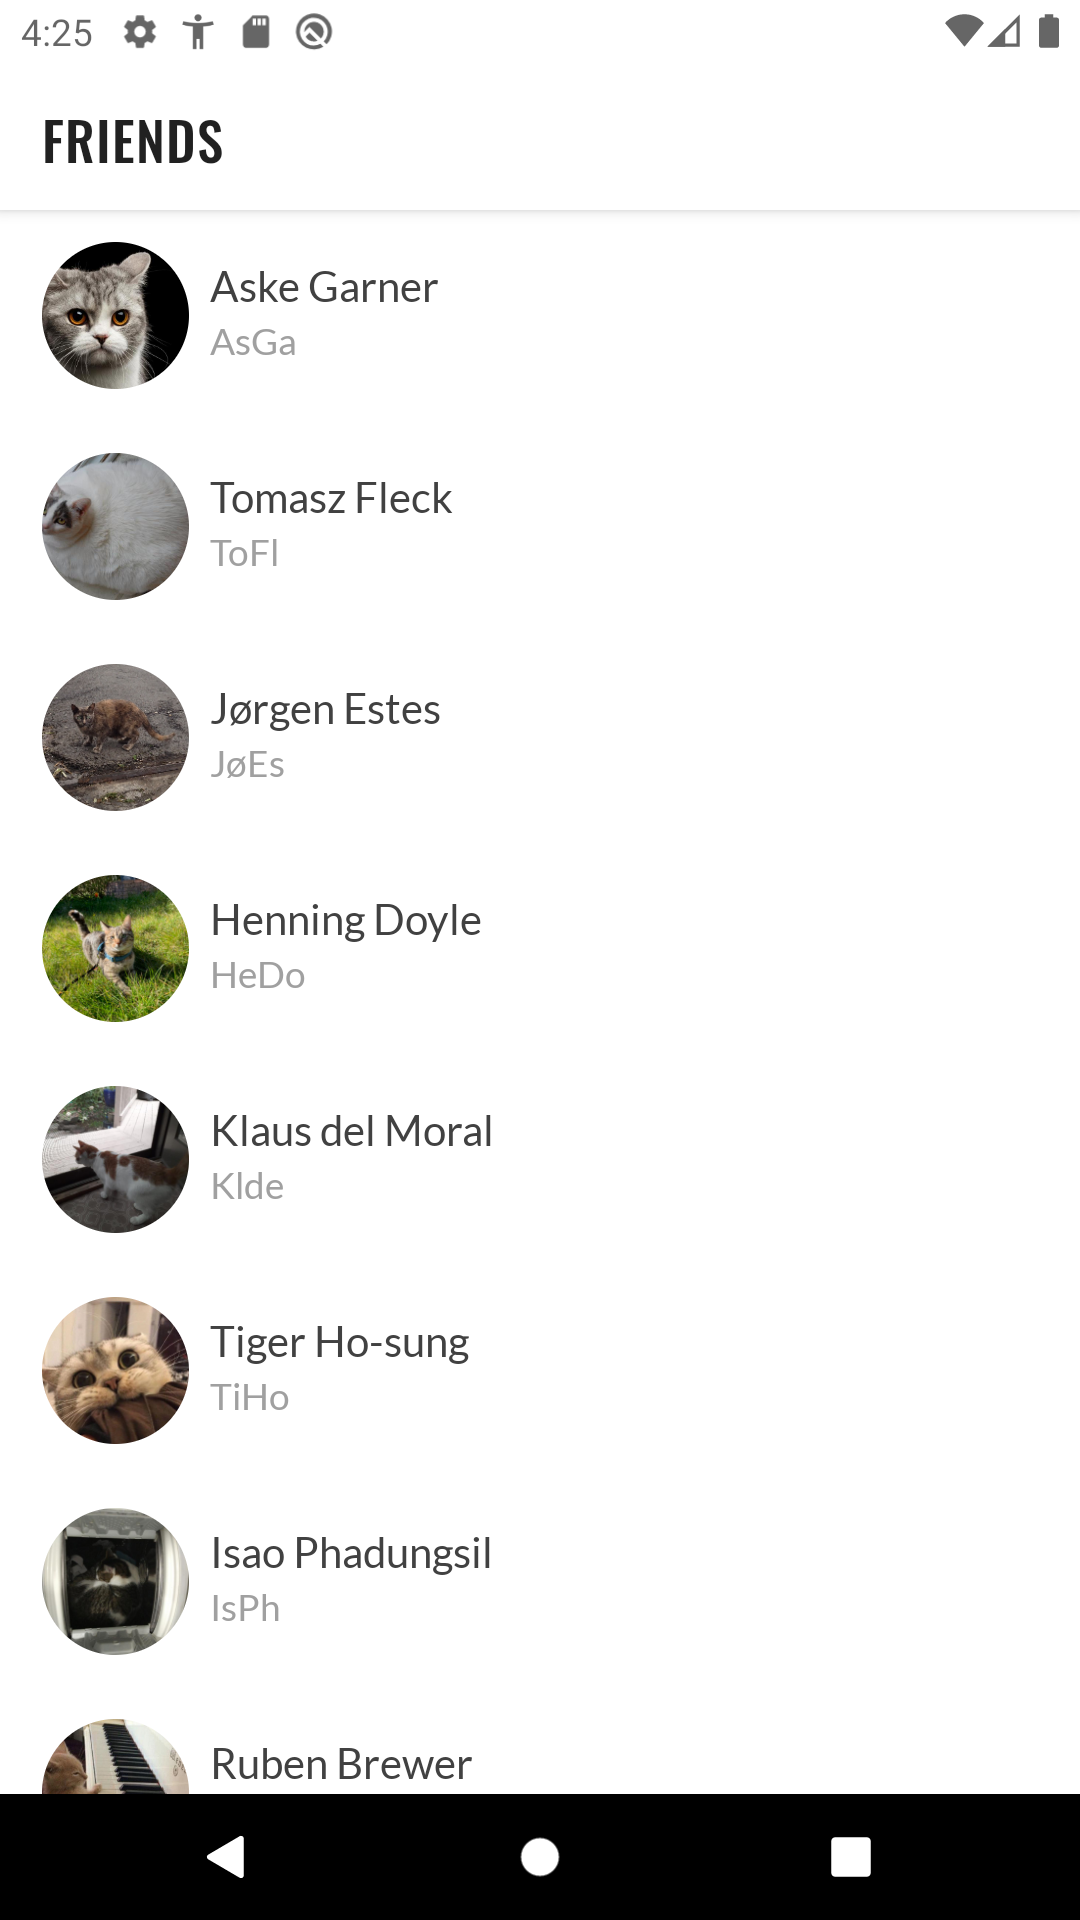 4:25
FRIENDS
Aske Garner
AsGa
Tomasz Fleck
ToFl
Jørgen Estes
JøEs
Henning Doyle
HeDo
Klaus del Moral
Klde
Tiger Ho-sung
TiHo
Isao Phadungsil
IsPh
Ruben Brewer